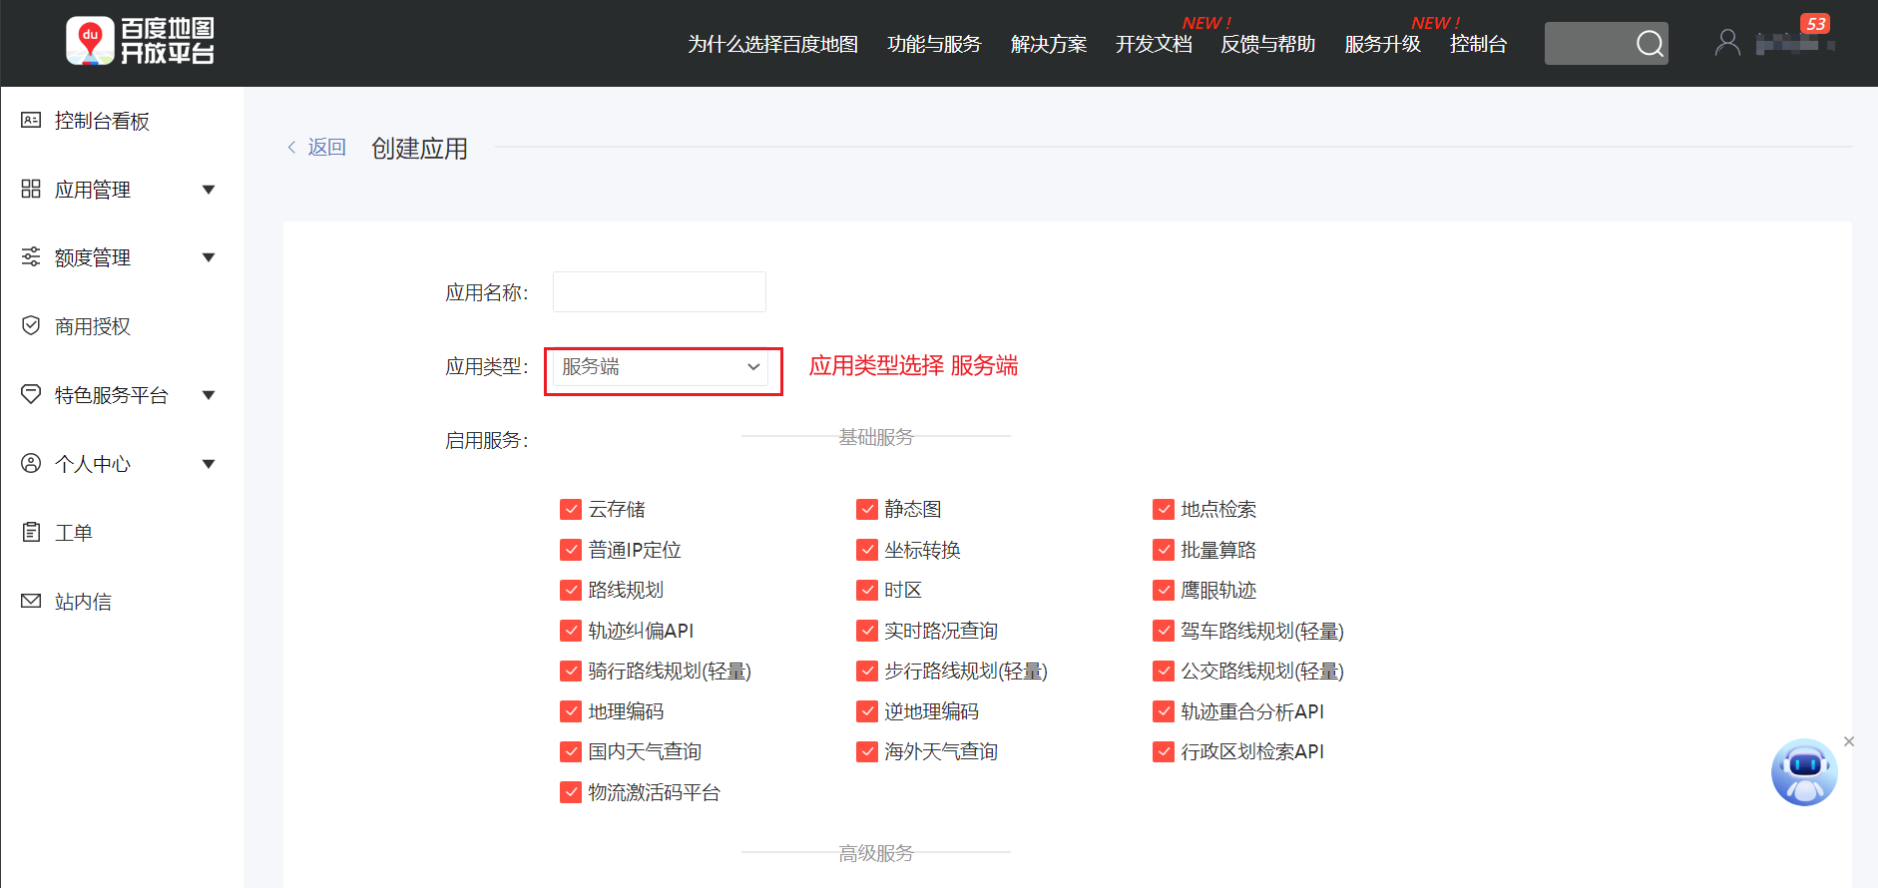 du 百度地图
开放平台
为什么选择百度地图 功能与服务 解决方案 开发文档 NEW! 反馈与帮助 服务升级 NEW! 控制台 53
控制台看板
应用管理
额度管理
商用授权
特色服务平台
个人中心
工单
站内信
返回 创建应用
应用名称:
应用类型: 服务端 应用类型选择 服务端
启用服务: 基础服务
云存储 静态图 地点检索
普通IP定位 坐标转换 批量算路
路线规划 时区 鹰眼轨迹
轨迹纠偏API 实时路况查询 驾车路线规划(轻量)
骑行路线规划(轻量) 步行路线规划(轻量) 公交路线规划(轻量)
地理编码 逆地理编码 轨迹重合分析API
国内天气查询 海外天气查询 行政区划检索API
物流激活码平台
高级服务